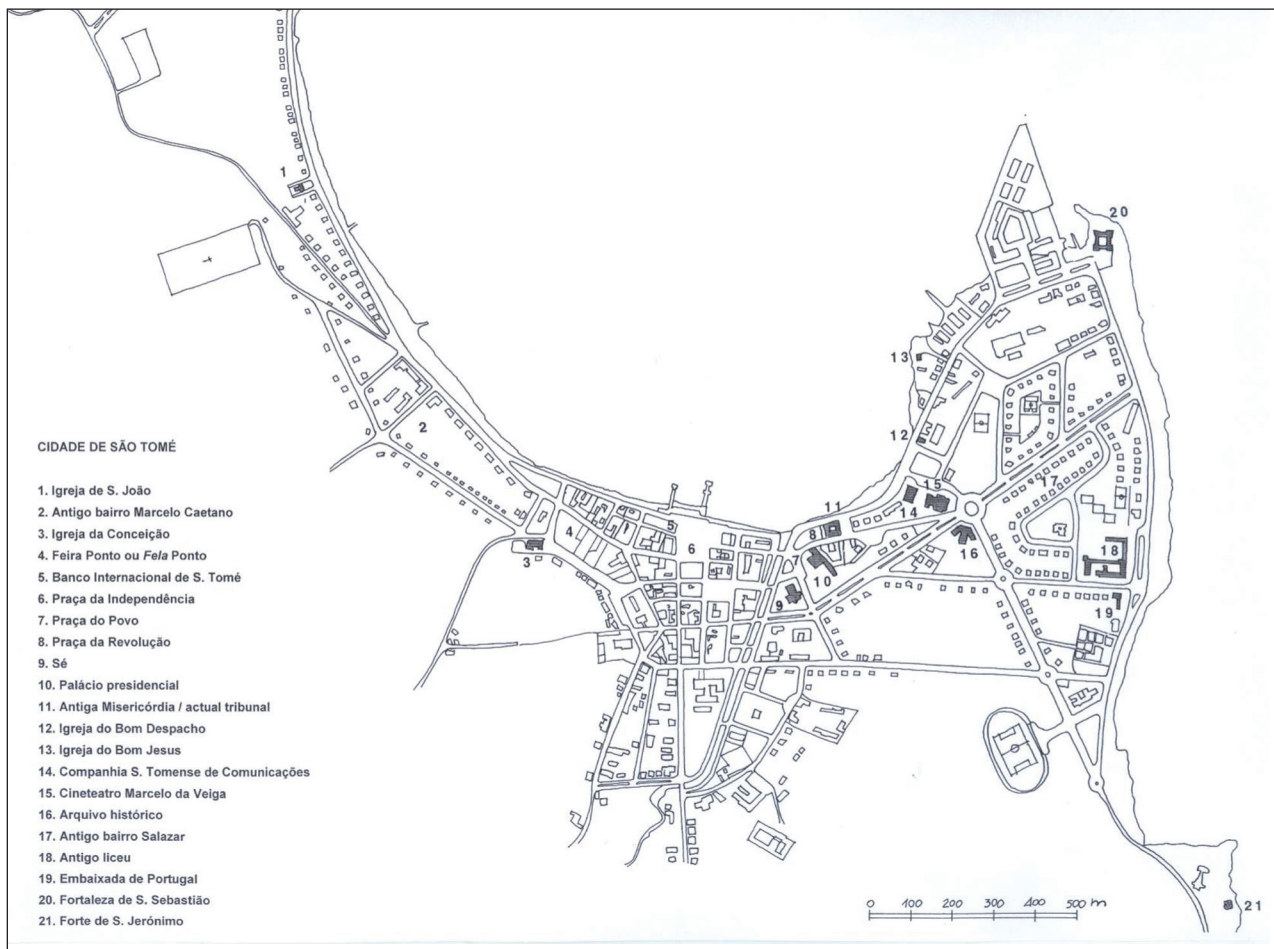 CIDADE DE SÃO TOMÉ
1. Igreja de S. João
2. Antigo bairro Marcelo Caetano
3. Igreja da Conceição
4. Feira Ponto ou Fela Ponto
5. Banco Internacional de S. Tomé
6. Praça da Independência
7. Praça do Povo
8. Praça da Revolução
9. Sé
10. Palácio presidencial
11. Antiga Misericórdia / actual tribunal
12. Igreja do Bom Despacho
13. Igreja do Bom Jesus
14. Companhia S. Tomense de Comunicações
15. Cineteatro Marcelo da Veiga
16. Arquivo histórico
17. Antigo bairro Salazar
18. Antigo liceu
19. Embaixada de Portugal
20. Fortaleza de S. Sebastião
21. Forte de S. Jerónimo
1
20
13
2
12
15
17
11
14
5
8
4
6
16
18
7
3
10
9
19
0 100 200 300 400 500 m
21